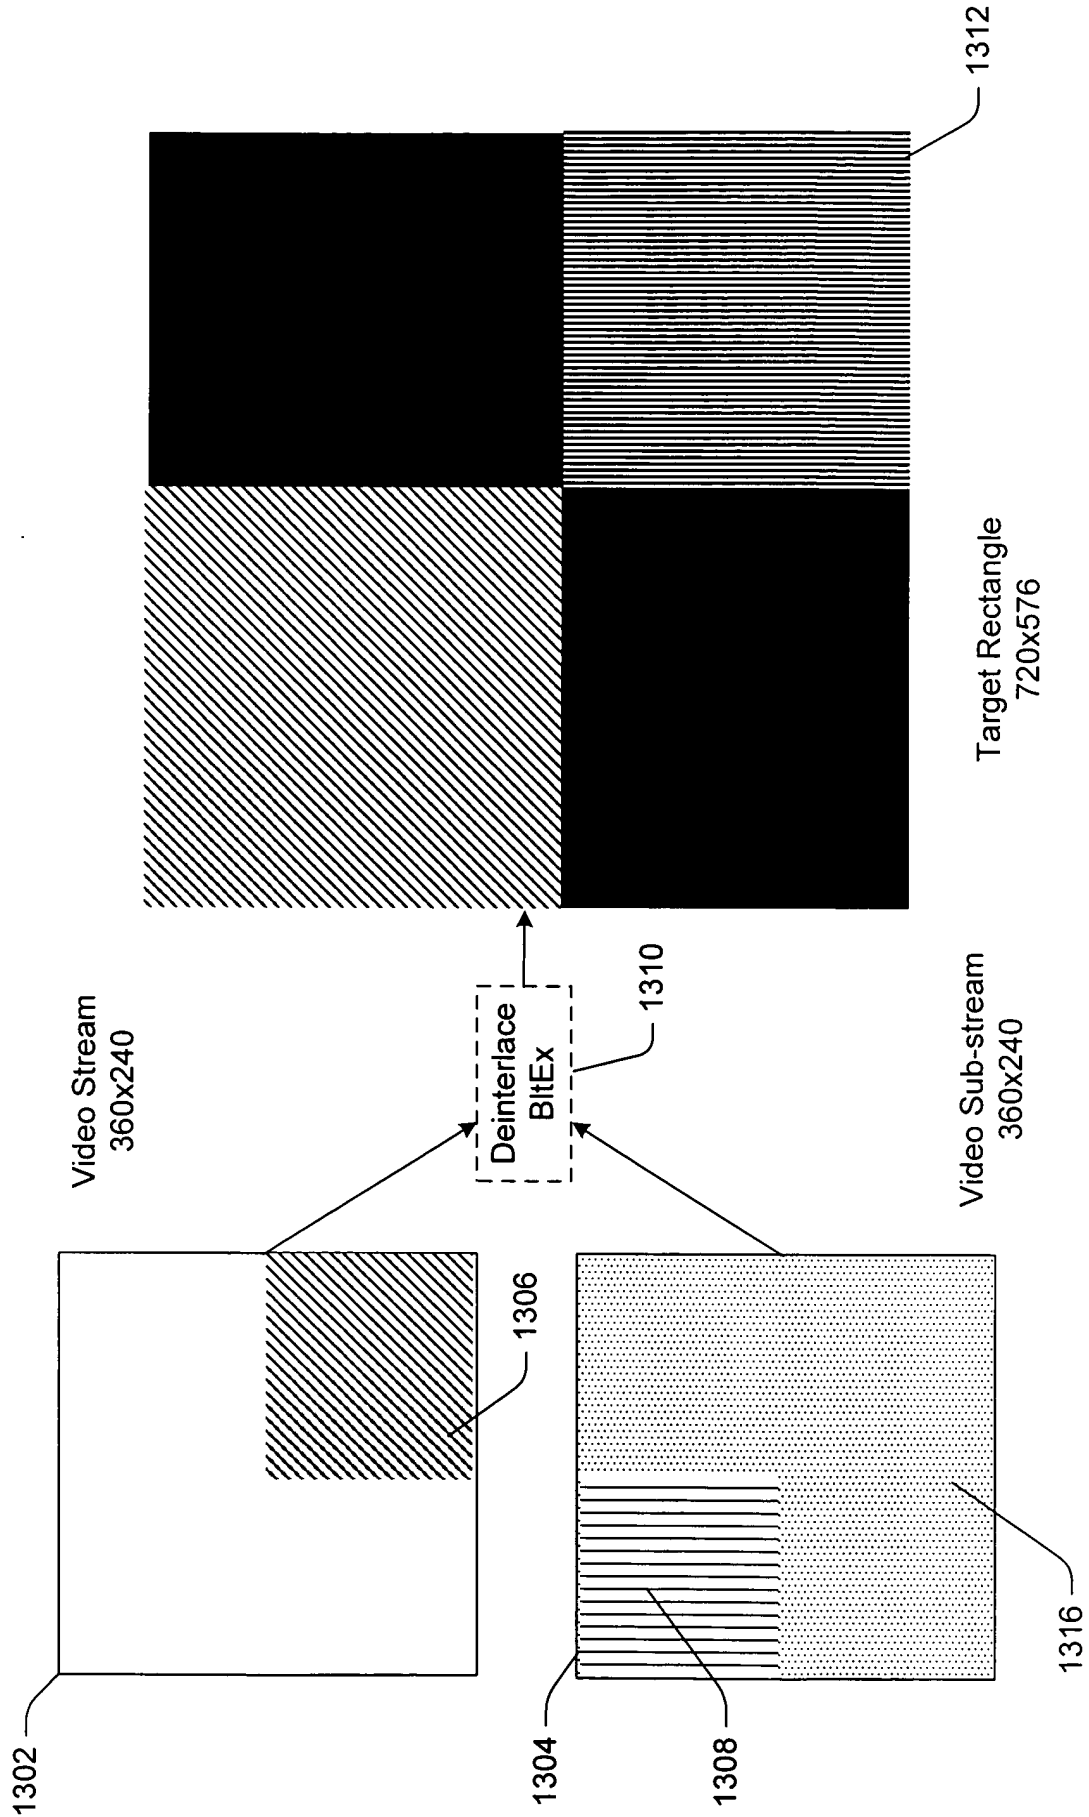 1302
Video Stream
360x240
1306
1304
1308
Deinterlace
BltEx
1310
1316
Video Sub-stream
360x240
Target Rectangle
720x576
1312